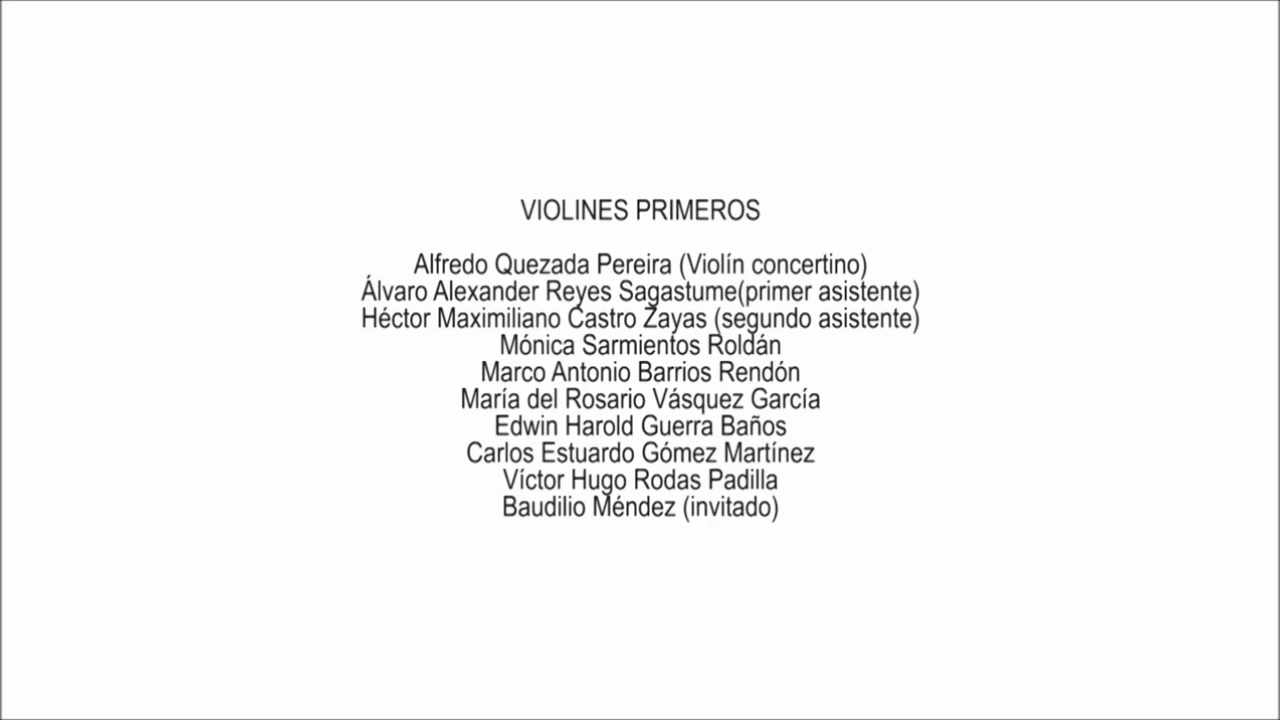 VIOLINES PRIMEROS
Alfredo Quezada Pereira (Violín concertino)
Álvaro Alexander Reyes Sagastume(primer asistente)
Héctor Maximiliano Castro Zayas (segundo asistente)
Mónica Sarmientos Roldán
Marco Antonio Barrios Rendón
María del Rosario Vásquez García
Edwin Harold Guerra Baños
Carlos Estuardo Gómez Martínez
Víctor Hugo Rodas Padilla
Baudilio Méndez (invitado)